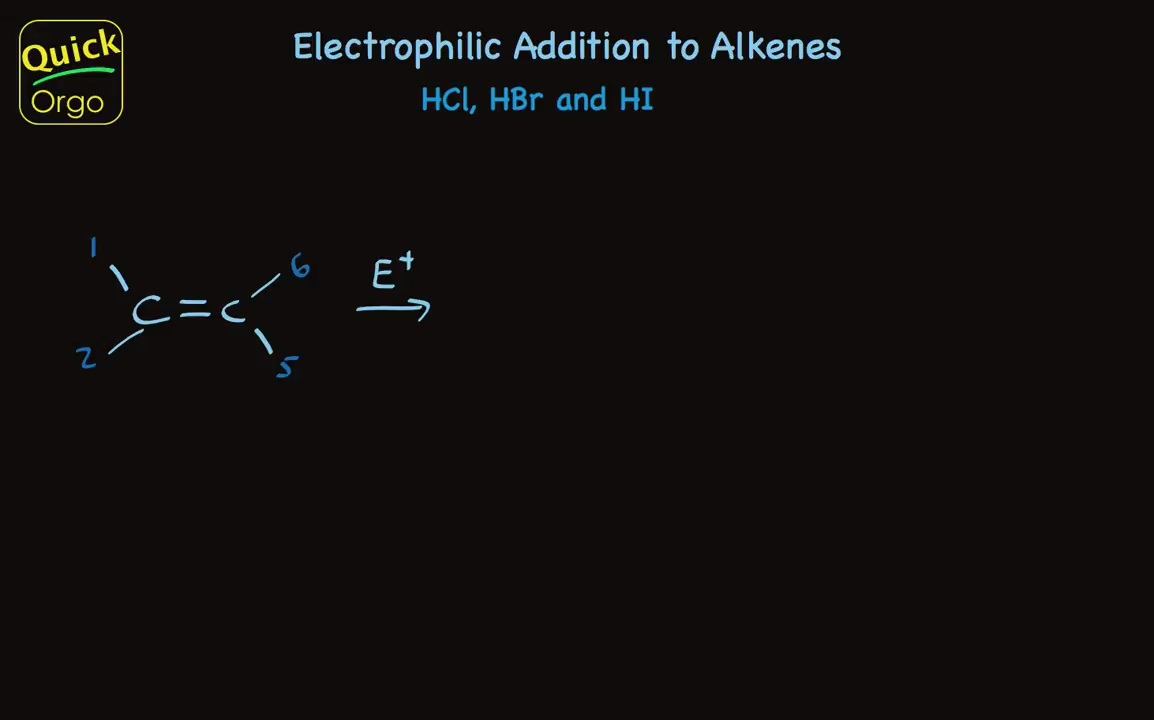 Quick
Orgo
Electrophilic Addition to Alkenes
HCl, HBr and HI
1
6
E+
C=C
2
5